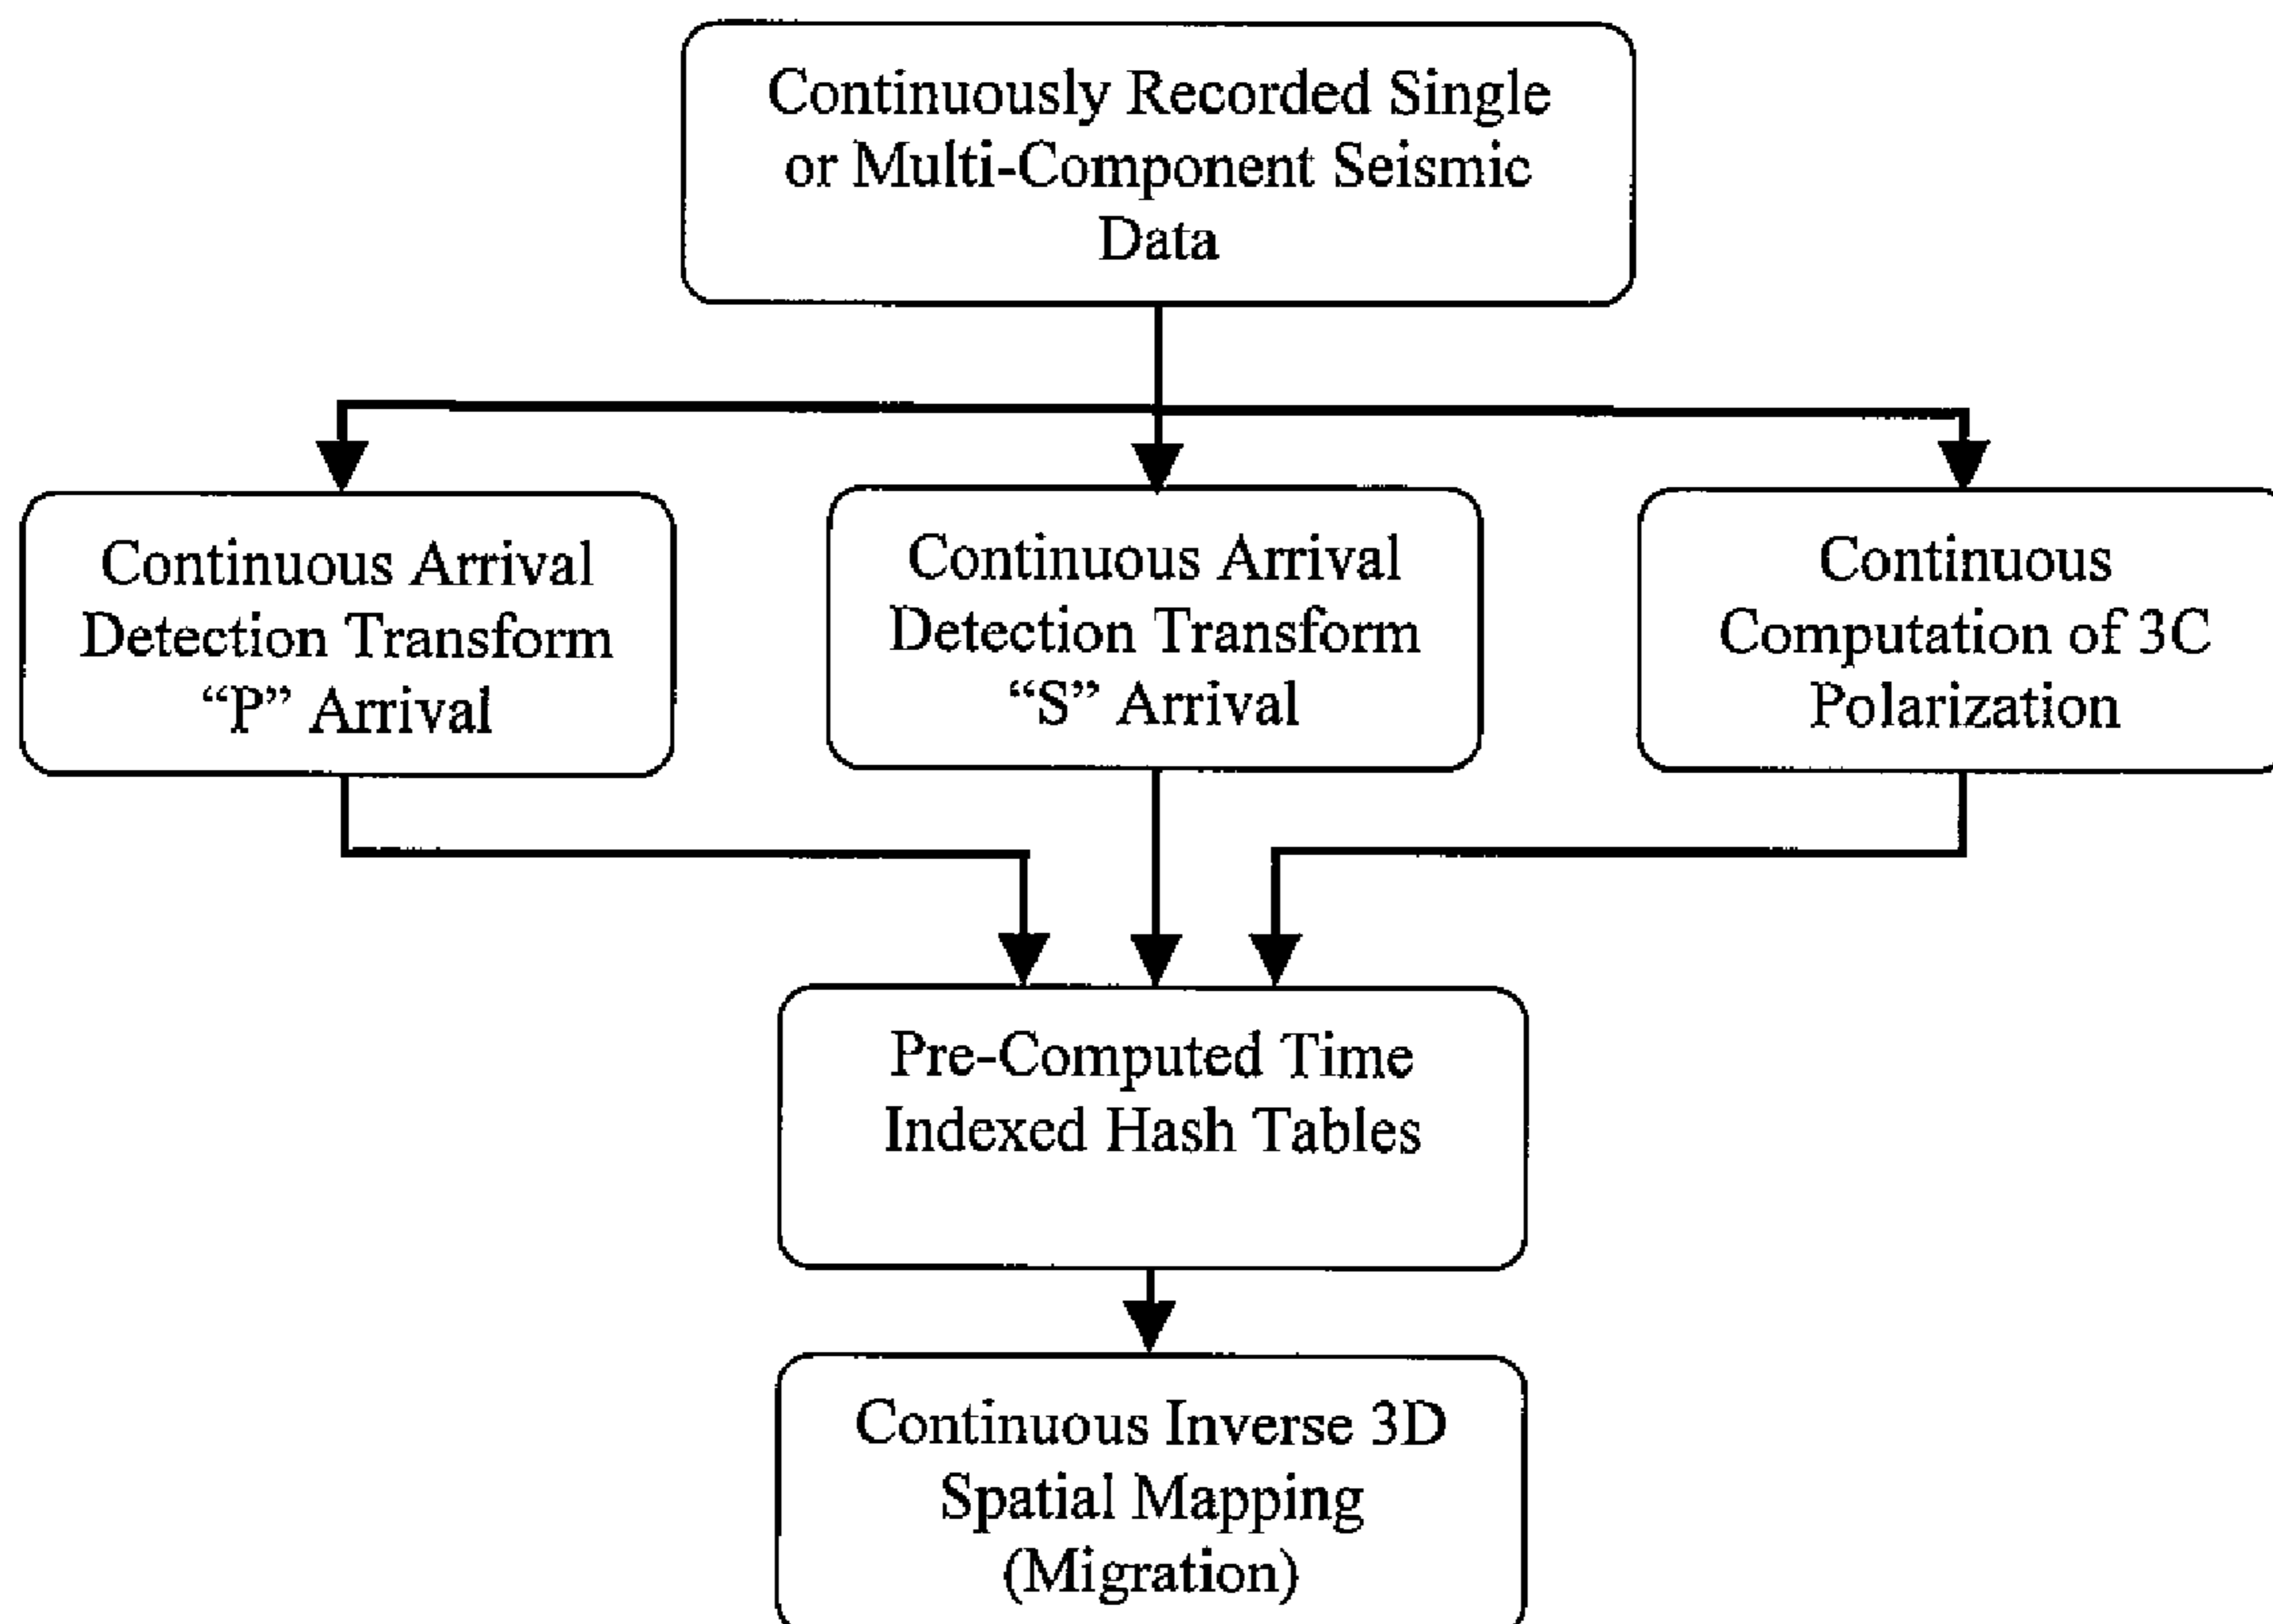 Continuously Recorded Single
or Multi-Component Seismic
Data
Continuous Arrival
Detection Transform
“P” Arrival
Continuous Arrival
Detection Transform
“S” Arrival
Continuous
Computation of 3C
Polarization
Pre-Computed Time
Indexed Hash Tables
Continuous Inverse 3D
Spatial Mapping
(Migration)